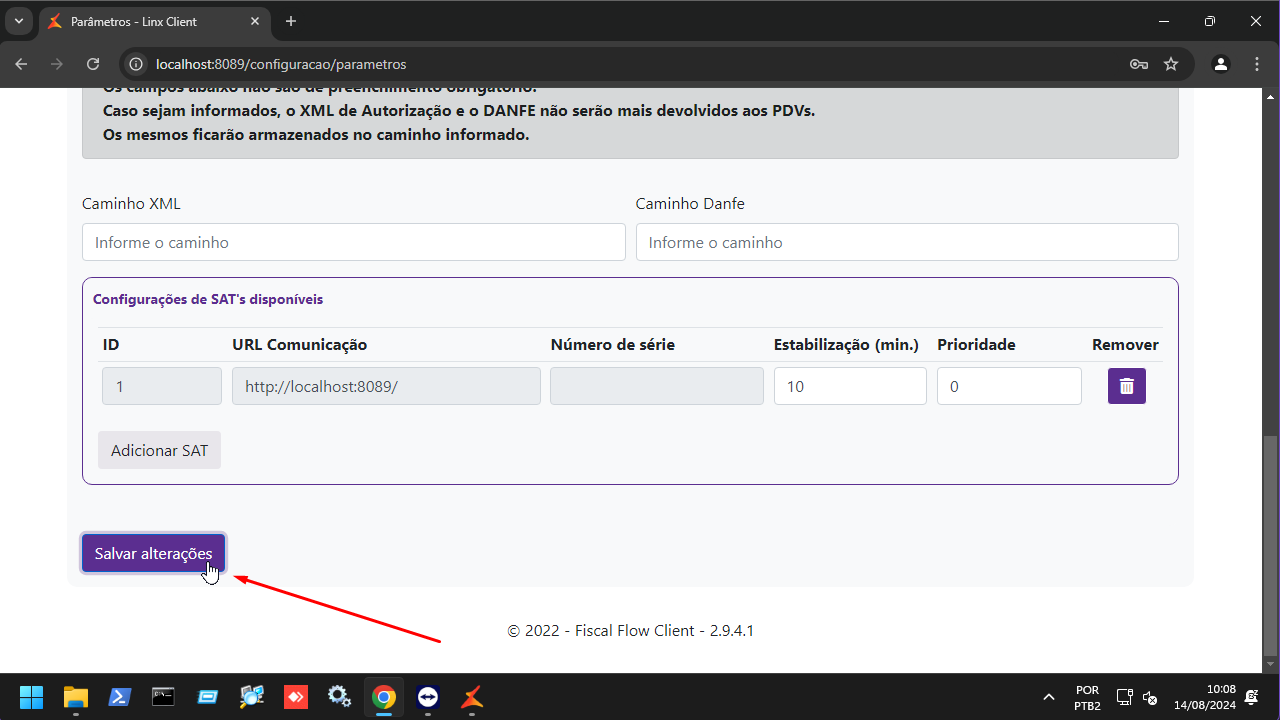 Parâmetros - Linx Client
localhost:8089/configuracao/parametros
Os campos abaixo não são de preenchimento obrigatório.
Caso sejam informados, o XML de Autorização e o DANFE não serão mais devolvidos aos PDVs.
Os mesmos ficarão armazenados no caminho informado.
Caminho XML Caminho Danfe
Informe o caminho Informe o caminho
Configurações de SAT's disponíveis
ID URL Comunicação Número de série Estabilização (min.) Prioridade Remover
1 http://localhost:8089/ 10 0
Adicionar SAT
Salvar alterações
© 2022 - Fiscal Flow Client - 2.9.4.1
POR 10:08
PTB2 14/08/2024